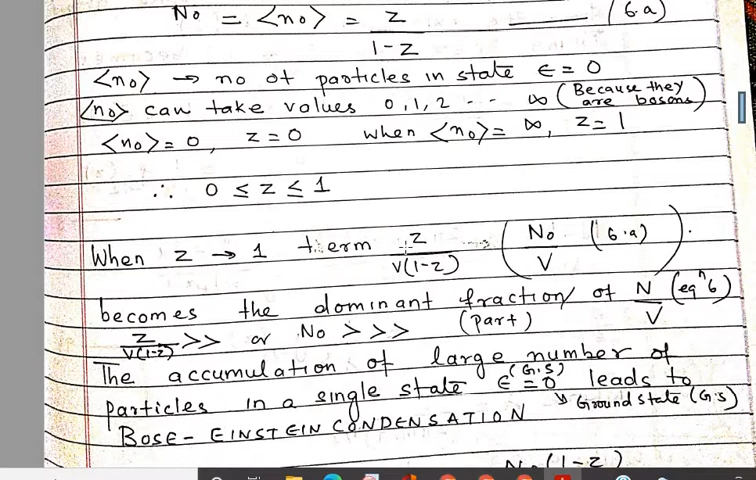 No = <no> = z/(1-z) ——— (6.a)
<no> → no of particles in state ϵ = 0
<no> can take values 0, 1, 2 -- ∞ (Because they are bosons)
<no> = 0, z = 0 when <no> = ∞, z = 1
∴ 0 ≤ z ≤ 1
When z → 1 term z/(V(1-z)) → (No/V (6.a)).
becomes the dominant fraction of N/V (eqⁿ 6)
z/(V(1-z)) >> or No >>> (part)
The accumulation of large number of
particles in a single state ϵ = 0 (G.S) leads to
↘ Ground state (G.S)
BOSE - EINSTEIN CONDENSATION
No (1-z)